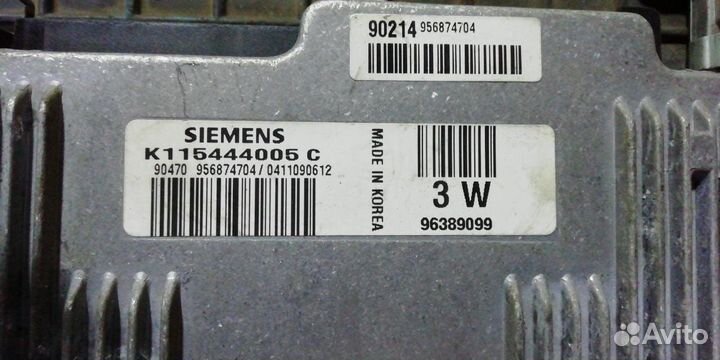 90214 956874704
SIEMENS
K115444005 C
90470 956874704 / 0411090612
MADE IN KOREA
3 W
96389099
Avito